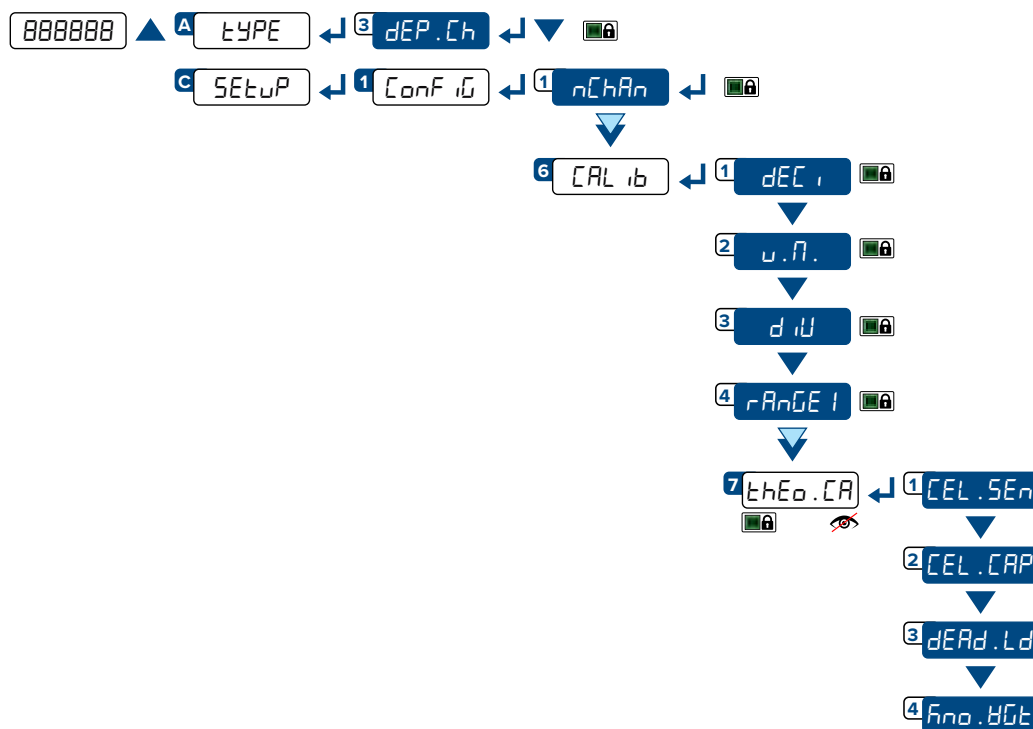 888888 A tYPE 3 dEP.Ch
C SEtuP 1 ConFiG 1 nChAn
6 CALib 1 dECi
2 u.M.
3 diV
4 rAnGE1
7 thEo.CA 1 CEL.SEn
2 CEL.CAP
3 dEAd.Ld
4 kno.WGt